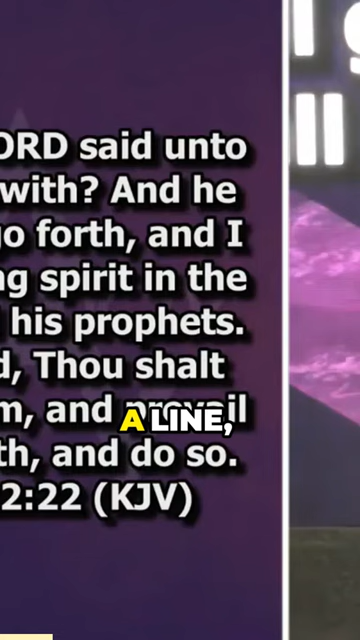 ORD said unto
with? And he
go forth, and I
ng spirit in the
his prophets.
d, Thou shalt
m, and prevail
A LINE,
th, and do so.
2:22 (KJV)